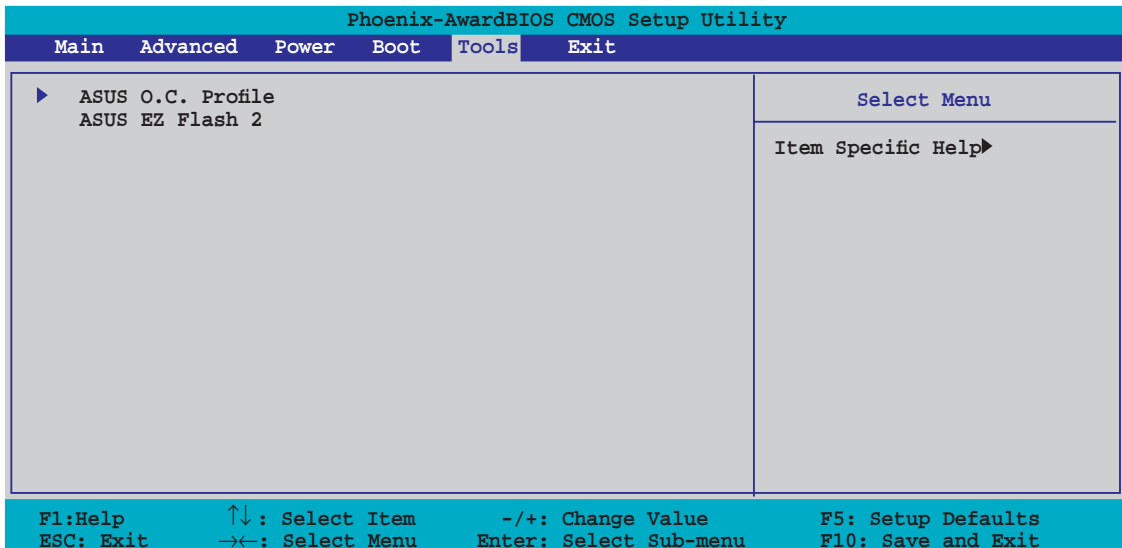 Phoenix-AwardBIOS CMOS Setup Utility
Main Advanced Power Boot Tools Exit
ASUS O.C. Profile
ASUS EZ Flash 2
Select Menu
Item Specific Help
F1:Help ↑↓: Select Item -/+: Change Value F5: Setup Defaults
ESC: Exit →←: Select Menu Enter: Select Sub-menu F10: Save and Exit